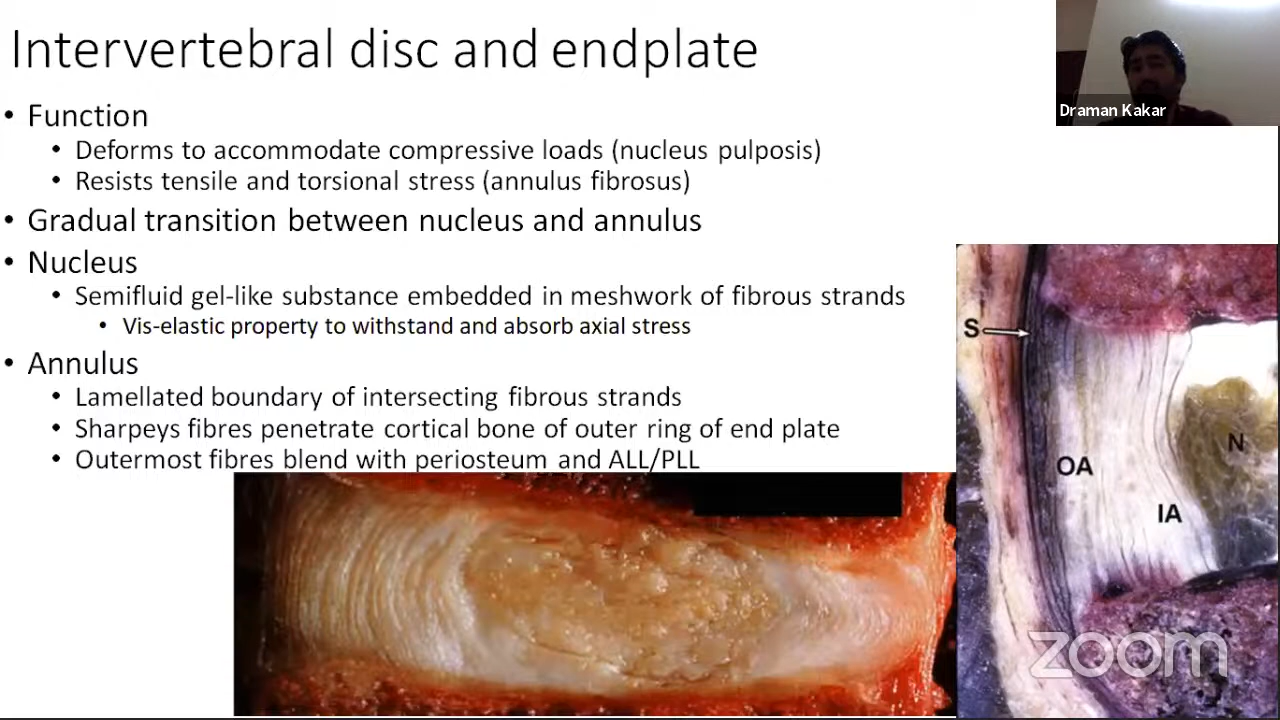 Intervertebral disc and endplate
Draman Kakar
• Function
• Deforms to accommodate compressive loads (nucleus pulposis)
• Resists tensile and torsional stress (annulus fibrosus)
• Gradual transition between nucleus and annulus
• Nucleus
• Semifluid gel-like substance embedded in meshwork of fibrous strands
• Vis-elastic property to withstand and absorb axial stress
• Annulus
• Lamellated boundary of intersecting fibrous strands
• Sharpeys fibres penetrate cortical bone of outer ring of end plate
• Outermost fibres blend with periosteum and ALL/PLL
S
N
OA
IA
zoom